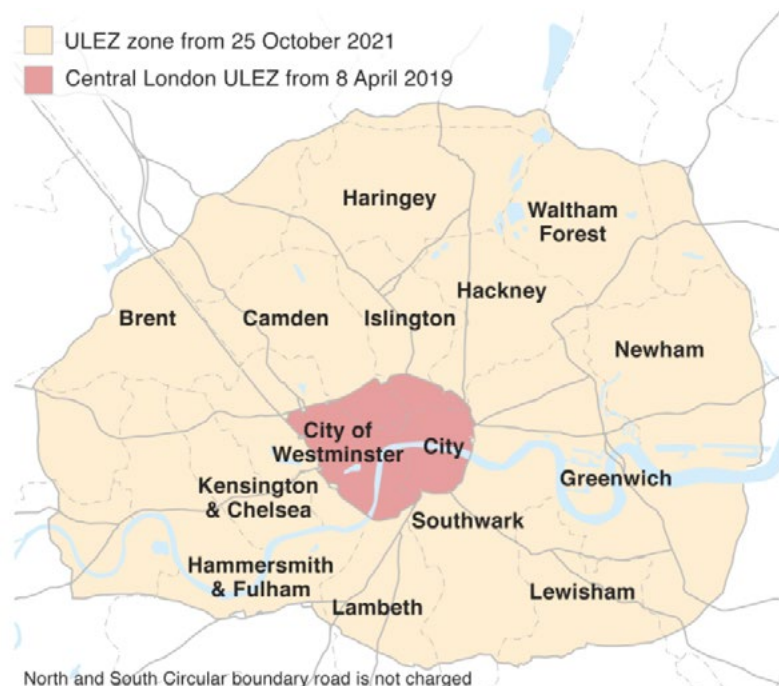 ULEZ zone from 25 October 2021
Central London ULEZ from 8 April 2019
Haringey
Waltham
Forest
Hackney
Brent
Camden
Islington
Newham
City of
Westminster
City
Kensington
& Chelsea
Greenwich
Southwark
Hammersmith
& Fulham
Lambeth
Lewisham
North and South Circular boundary road is not charged